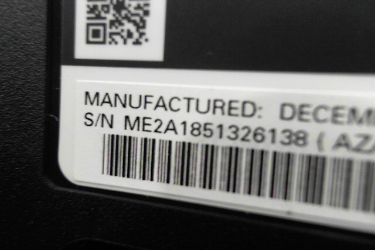 MANUFACTURED: DECEM
S/N ME2A1851326138 ( AZA